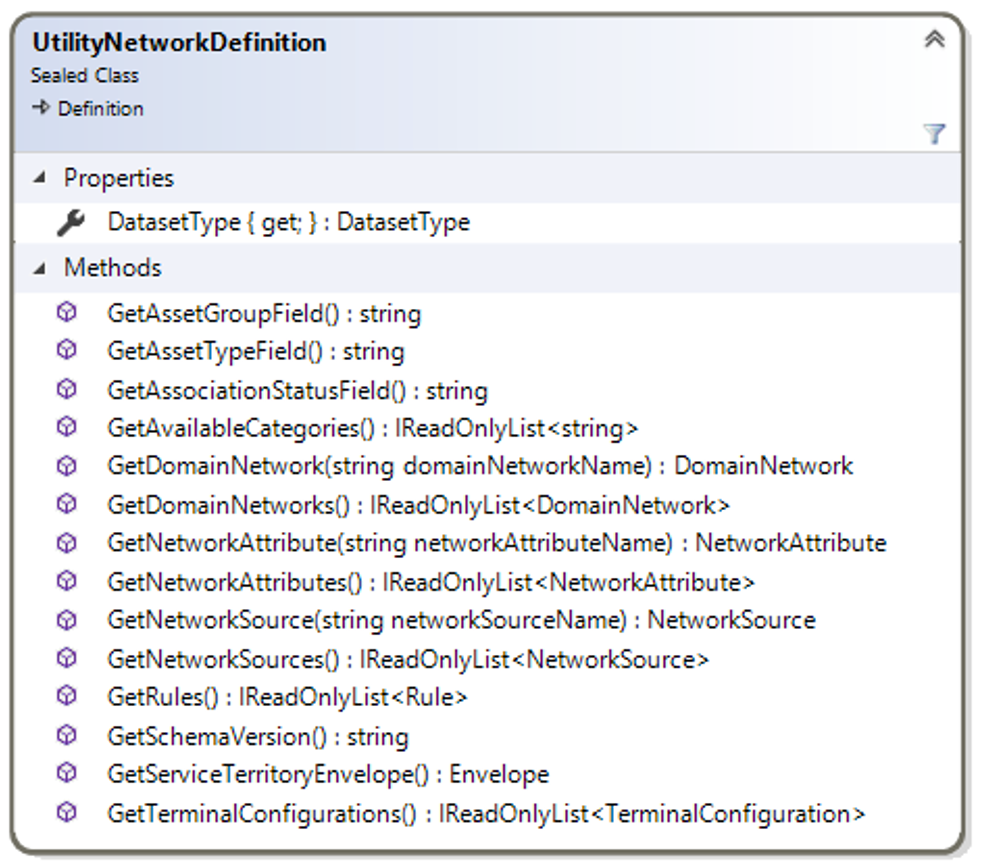 UtilityNetworkDefinition
Sealed Class
Definition
Properties
DatasetType { get; } : DatasetType
Methods
GetAssetGroupField() : string
GetAssetTypeField() : string
GetAssociationStatusField() : string
GetAvailableCategories() : IReadOnlyList<string>
GetDomainNetwork(string domainNetworkName) : DomainNetwork
GetDomainNetworks() : IReadOnlyList<DomainNetwork>
GetNetworkAttribute(string networkAttributeName) : NetworkAttribute
GetNetworkAttributes() : IReadOnlyList<NetworkAttribute>
GetNetworkSource(string networkSourceName) : NetworkSource
GetNetworkSources() : IReadOnlyList<NetworkSource>
GetRules() : IReadOnlyList<Rule>
GetSchemaVersion() : string
GetServiceTerritoryEnvelope() : Envelope
GetTerminalConfigurations() : IReadOnlyList<TerminalConfiguration>